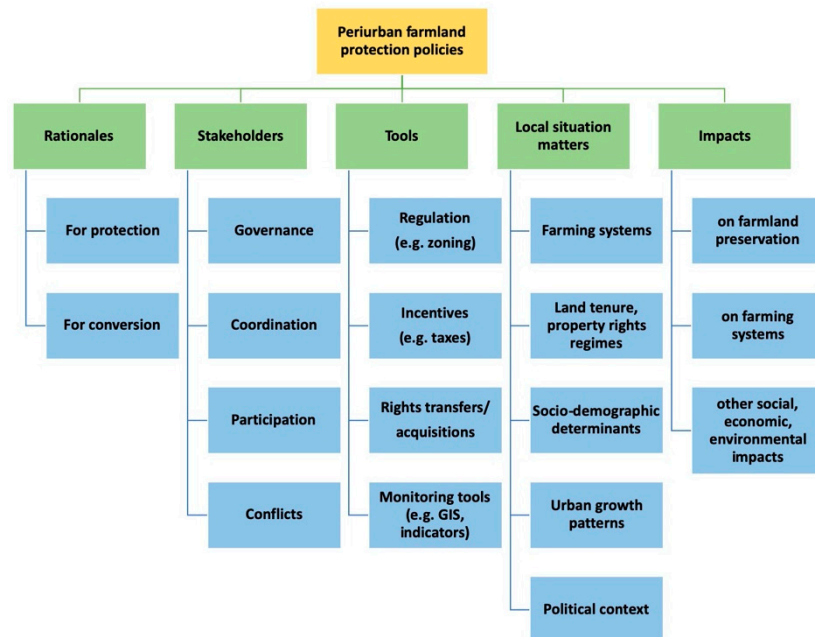 Periurban farmland
protection policies
Rationales
Stakeholders
Tools
Local situation
matters
Impacts
For protection
For conversion
Governance
Coordination
Participation
Conflicts
Regulation
(e.g. zoning)
Incentives
(e.g. taxes)
Rights transfers/
acquisitions
Monitoring tools
(e.g. GIS,
indicators)
Farming systems
Land tenure,
property rights
regimes
Socio-demographic
determinants
Urban growth
patterns
Political context
on farmland
preservation
on farming
systems
other social,
economic,
environmental
impacts